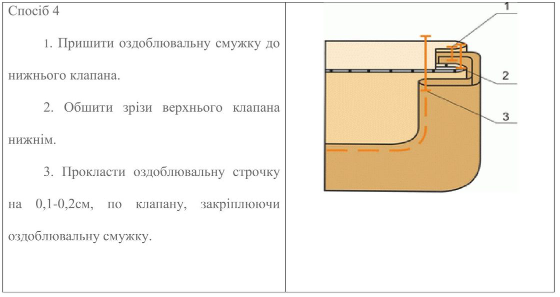 Спосіб 4
1. Пришити оздоблювальну смужку до
нижнього клапана.
2. Обшити зрізи верхнього клапана
нижнім.
3. Прокласти оздоблювальну строчку
на 0,1-0,2см, по клапану, закріплюючи
оздоблювальну смужку.
1
2
3